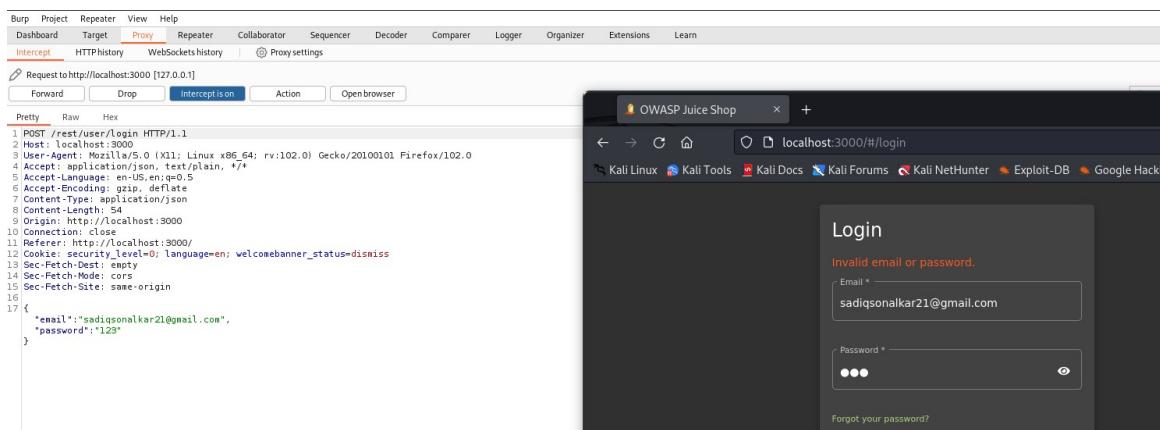 Burp Project Repeater View Help
Dashboard Target Proxy Repeater Collaborator Sequencer Decoder Comparer Logger Organizer Extensions Learn
Intercept HTTP history WebSockets history Proxy settings
Request to http://localhost:3000 [127.0.0.1]
Forward Drop Intercept is on Action Open browser
Pretty Raw Hex
1 POST /rest/user/login HTTP/1.1
2 Host: localhost:3000
3 User-Agent: Mozilla/5.0 (X11; Linux x86_64; rv:102.0) Gecko/20100101 Firefox/102.0
4 Accept: application/json, text/plain, */*
5 Accept-Language: en-US,en;q=0.5
6 Accept-Encoding: gzip, deflate
7 Content-Type: application/json
8 Content-Length: 54
9 Origin: http://localhost:3000
10 Connection: close
11 Referer: http://localhost:3000/
12 Cookie: security_level=0; language=en; welcomebanner_status=dismiss
13 Sec-Fetch-Dest: empty
14 Sec-Fetch-Mode: cors
15 Sec-Fetch-Site: same-origin
16
17 {
"email":"sadiqsonalkar21@gmail.com",
"password":"123"
}
OWASP Juice Shop × +
localhost:3000/#/login
Kali Linux Kali Tools Kali Docs Kali Forums Kali NetHunter Exploit-DB Google Hack
Login
Invalid email or password.
Email *
sadiqsonalkar21@gmail.com
Password *
●●●
Forgot your password?